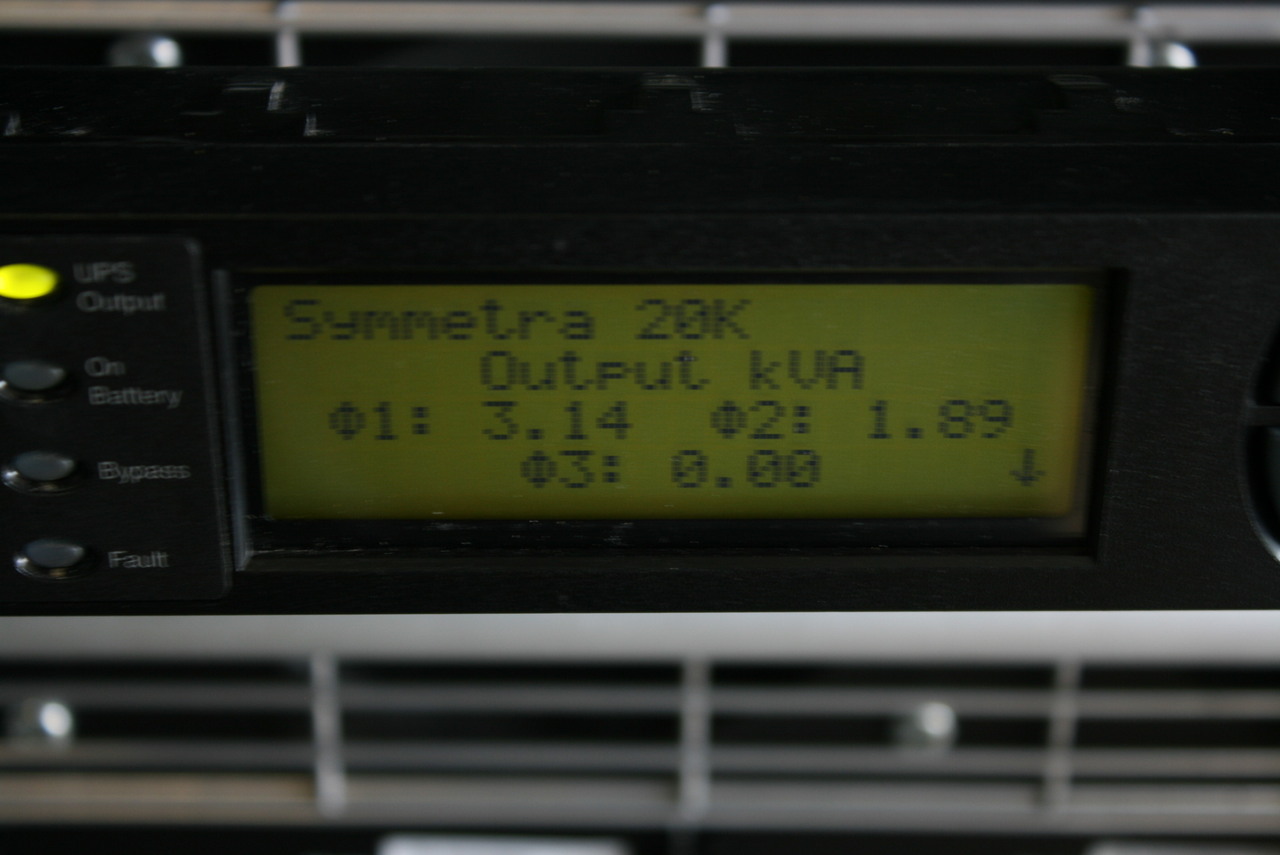 UPS
Output
On
Battery
Bypass
Fault
Symmetra 20K
Output kVA
Φ1: 3.14 Φ2: 1.89
Φ3: 0.00 ↓